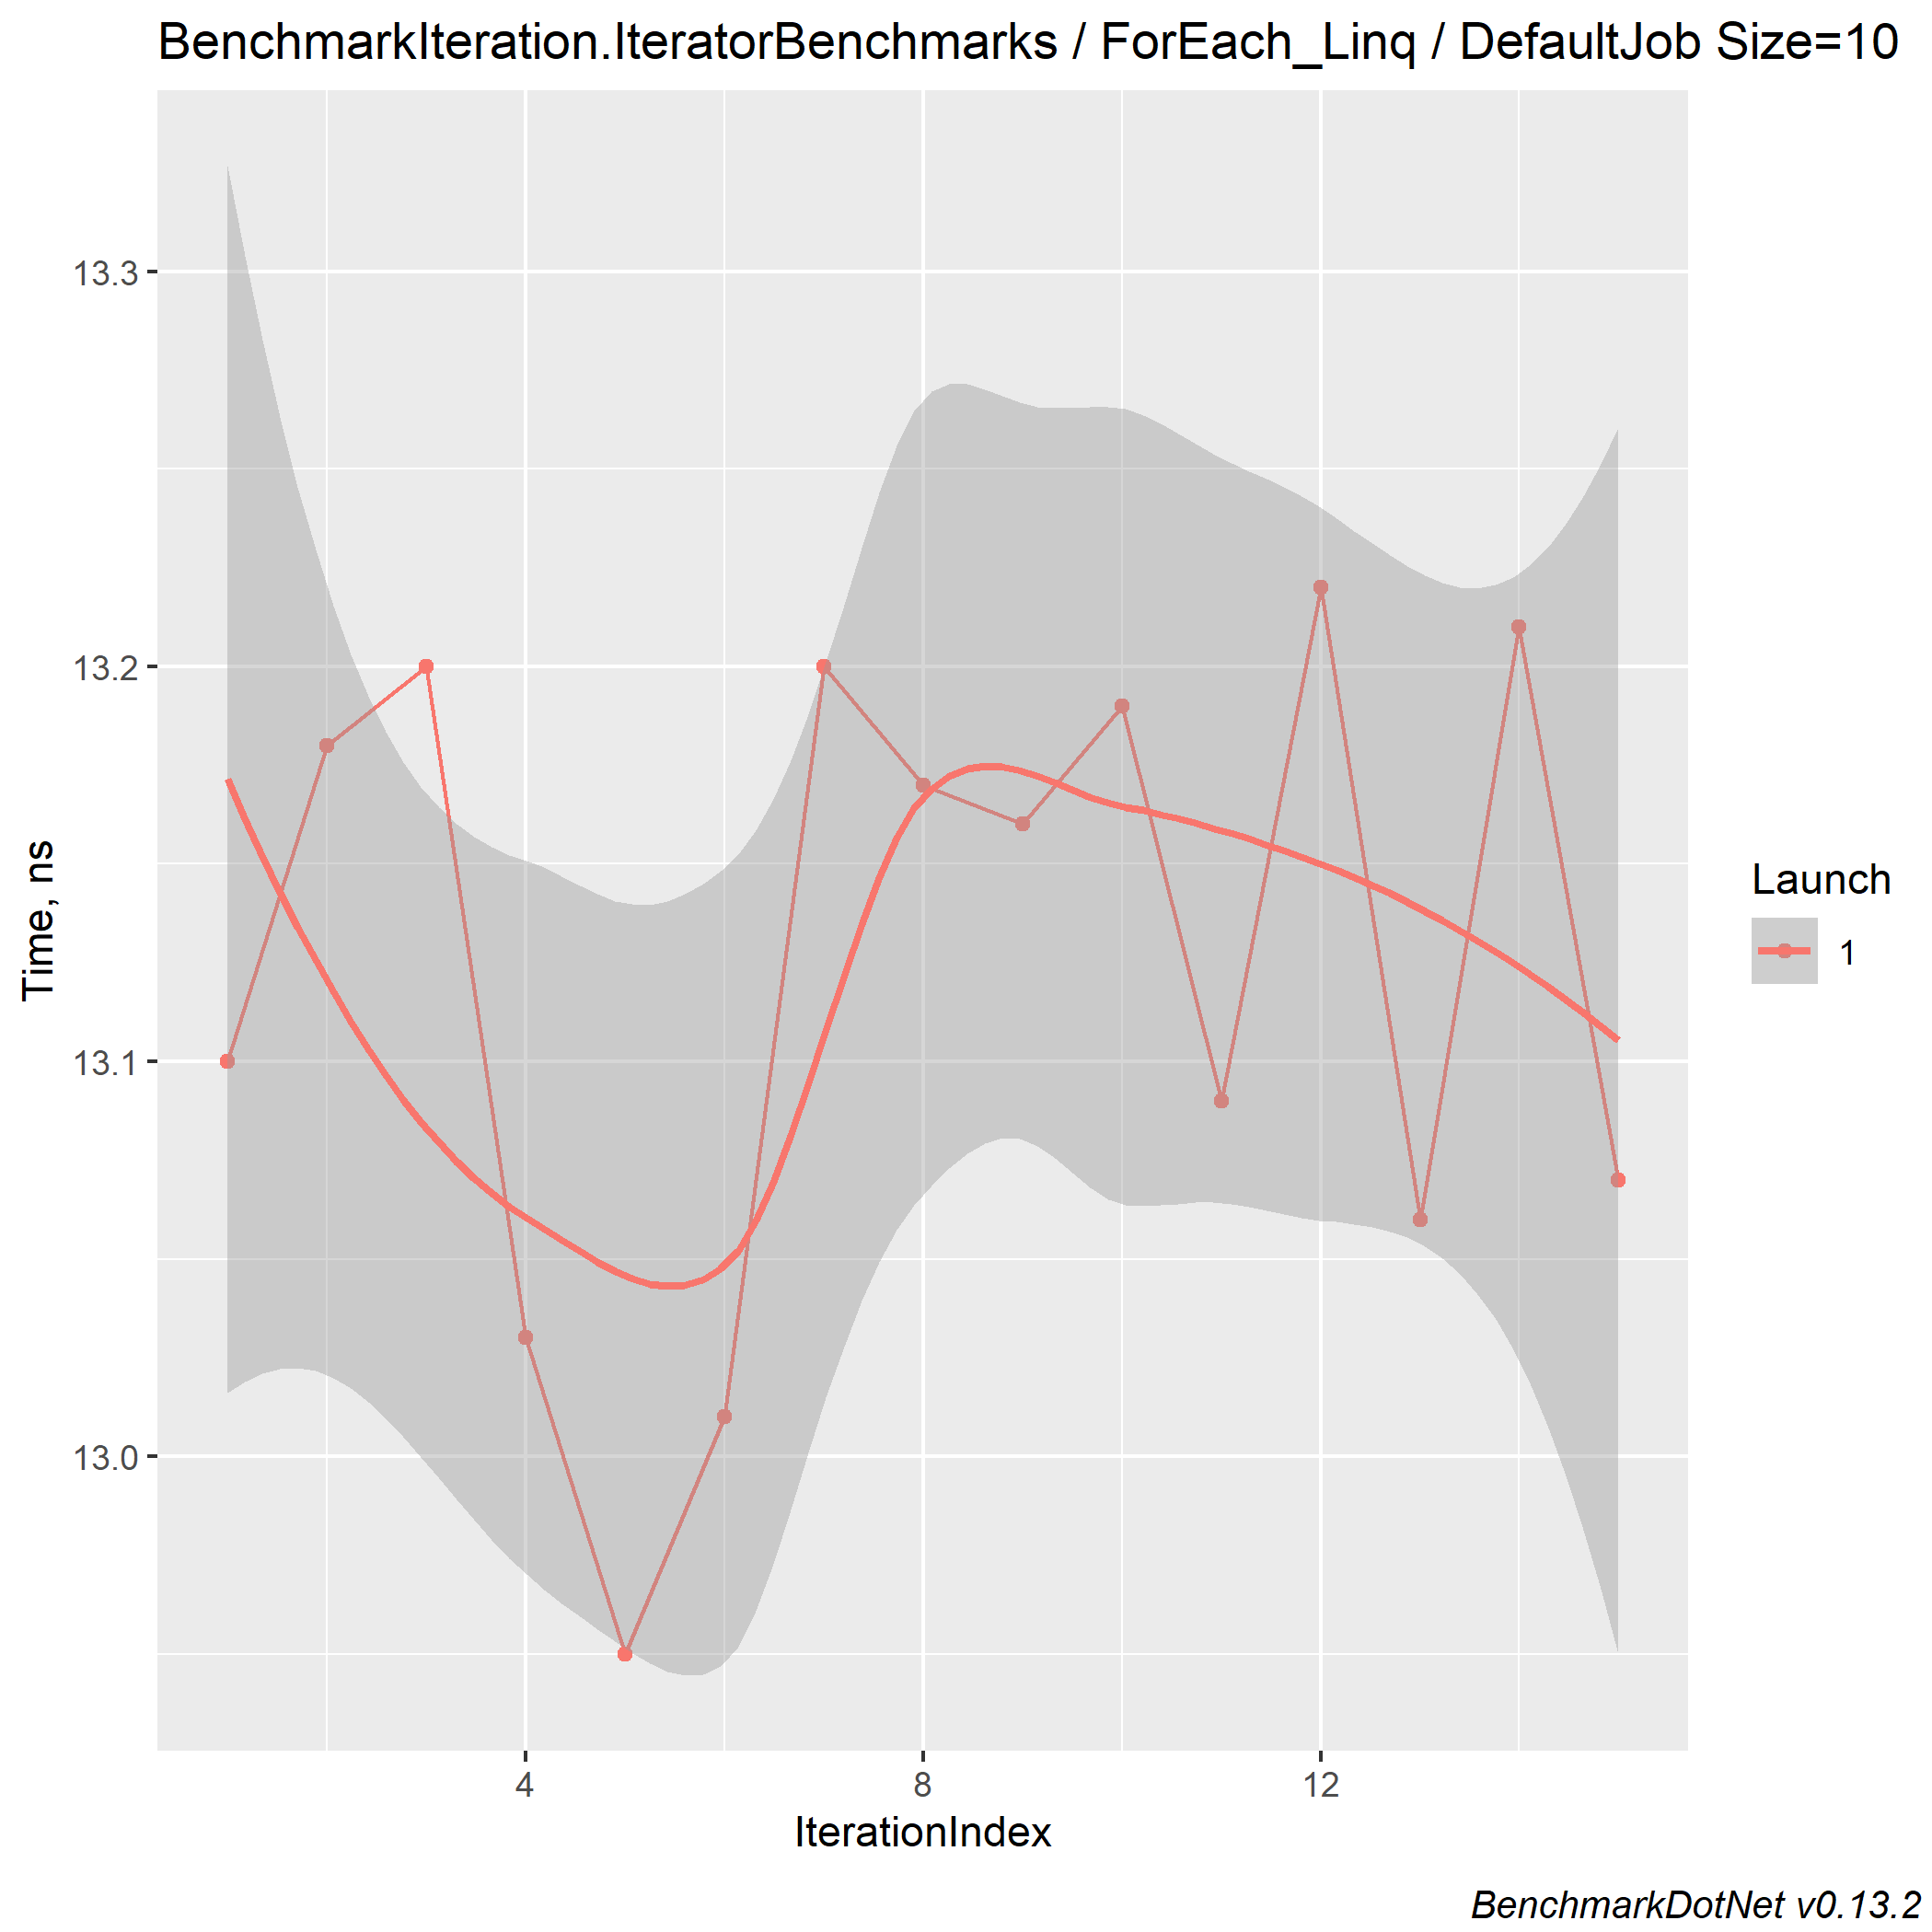 BenchmarkIteration.IteratorBenchmarks / ForEach_Linq / DefaultJob Size=10
13.3
13.2
13.1
13.0
Time, ns
4 8 12
IterationIndex
Launch
1
BenchmarkDotNet v0.13.2